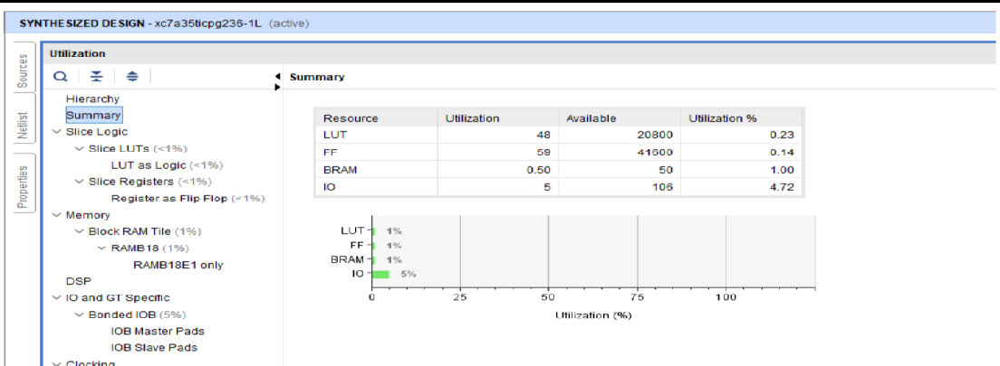 SYNTHESIZED DESIGN - xc7a35ticpg236-1L (active)
Sources
Netlist
Properties
Utilization
Hierarchy
Summary
Slice Logic
Slice LUTs (<1%)
LUT as Logic (<1%)
Slice Registers (<1%)
Register as Flip Flop (<1%)
Memory
Block RAM Tile (1%)
RAMB18 (1%)
RAMB18E1 only
DSP
IO and GT Specific
Bonded IOB (5%)
IOB Master Pads
IOB Slave Pads
Clocking
Summary
Resource Utilization Available Utilization %
LUT 48 20800 0.23
FF 59 41600 0.14
BRAM 0.50 50 1.00
IO 5 106 4.72
LUT 1%
FF 1%
BRAM 1%
IO 5%
0 25 50 75 100
Utilization (%)